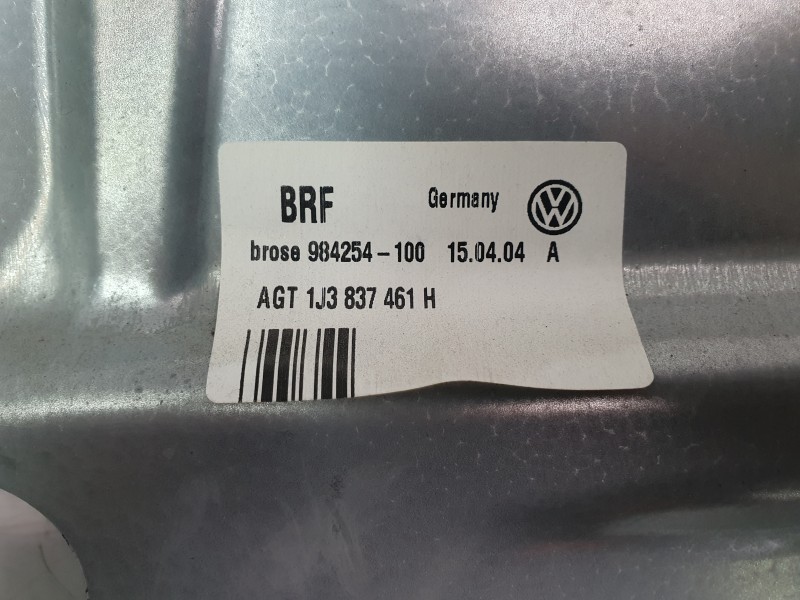 BRF Germany
brose 984254-100 15.04.04 A
AGT 1J3 837 461 H